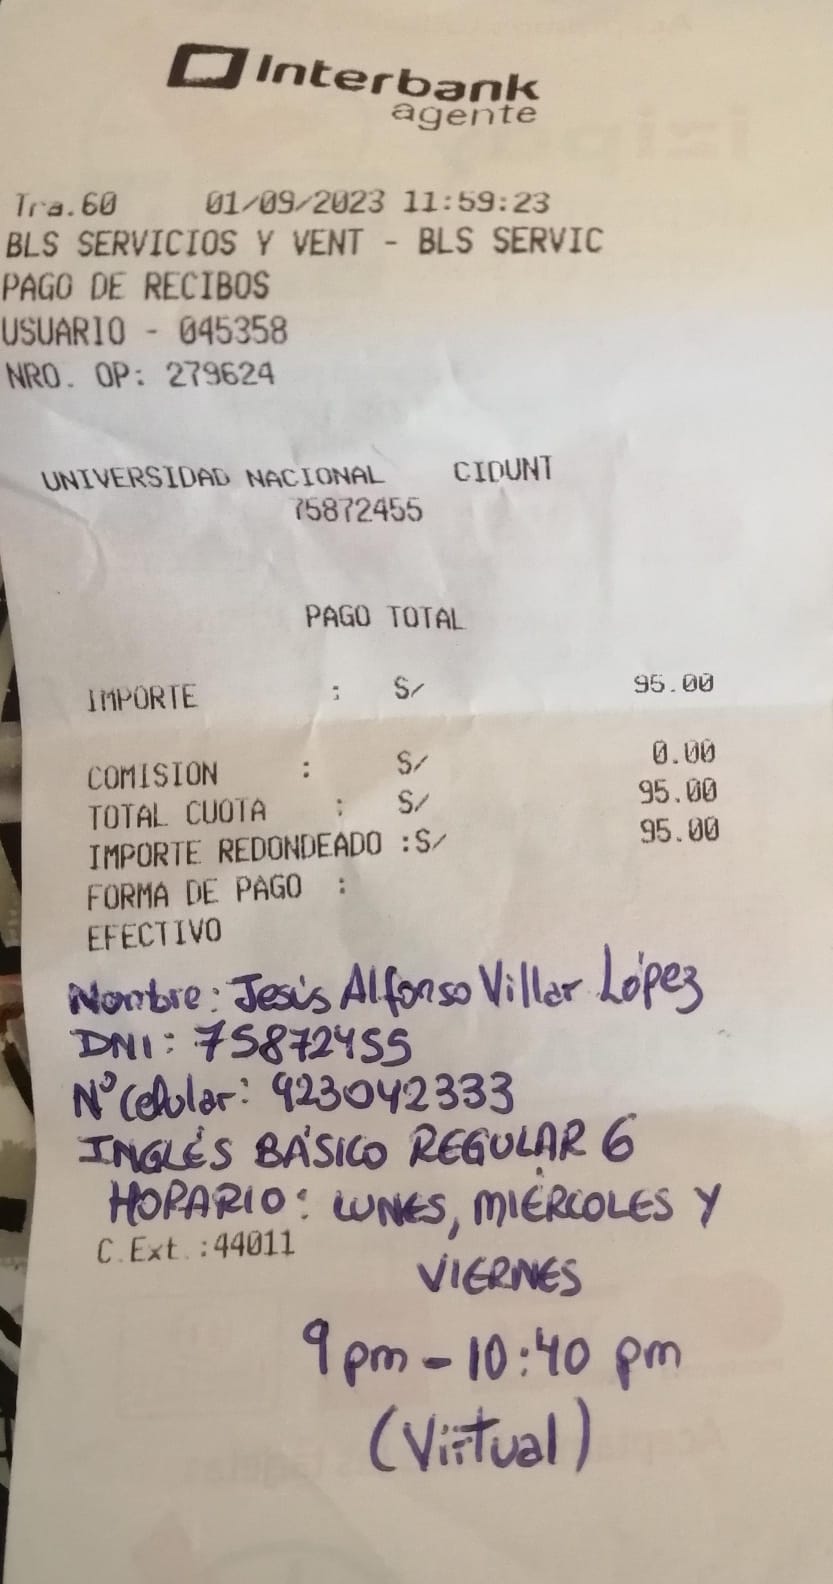 Interbank
agente
Tra.60 01/09/2023 11:59:23
BLS SERVICIOS Y VENT - BLS SERVIC
PAGO DE RECIBOS
USUARIO - 045358
NRO. OP: 279624
UNIVERSIDAD NACIONAL CIDUNT
75872455
PAGO TOTAL
IMPORTE : S/ 95.00
COMISION : S/ 0.00
TOTAL CUOTA : S/ 95.00
IMPORTE REDONDEADO :S/ 95.00
FORMA DE PAGO :
EFECTIVO
Nombre: Jesús Alfonso Villar López
DNI: 75872455
N° Celular: 923042333
INGLÉS BÁSICO REGULAR 6
HORARIO: LUNES, MIÉRCOLES Y
C.Ext.:44011
VIERNES
9 pm - 10:40 pm
(Virtual)